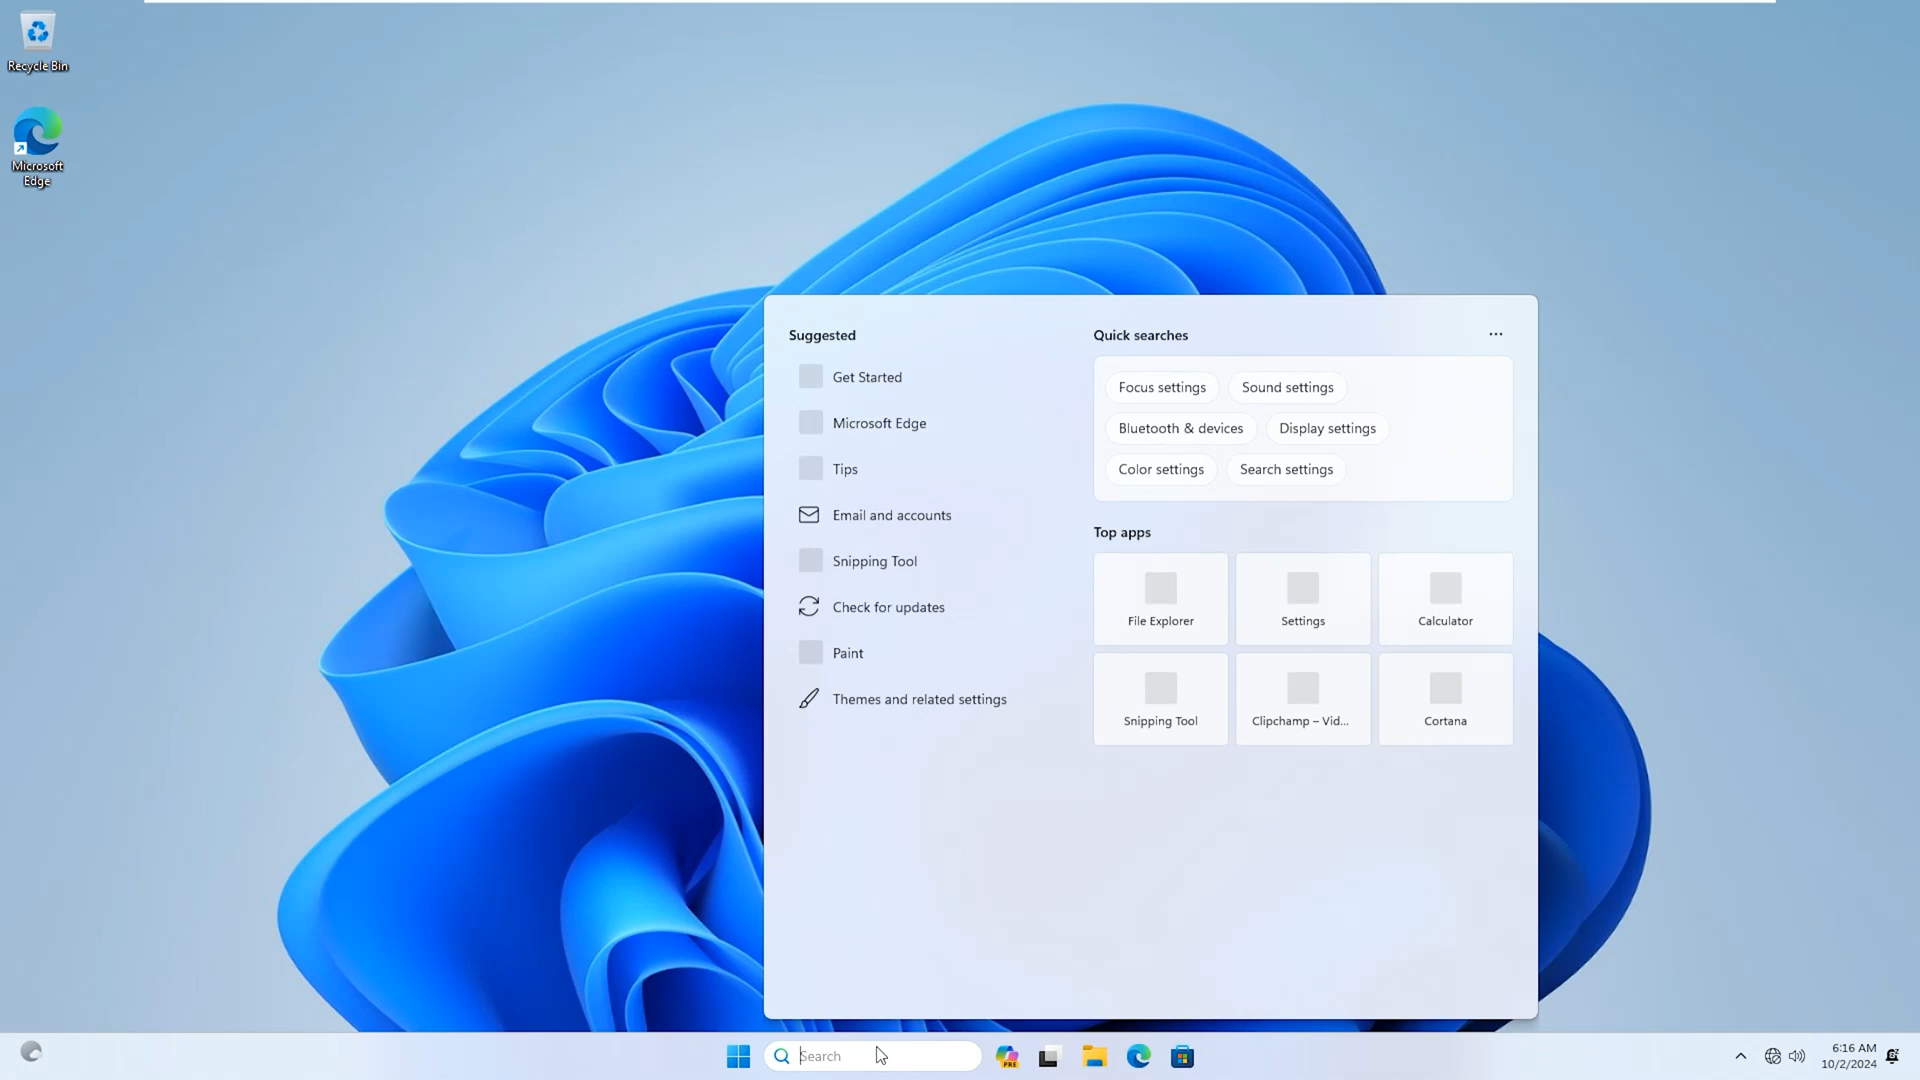 Recycle Bin
Microsoft
Edge
Suggested
Get Started
Microsoft Edge
Tips
Email and accounts
Snipping Tool
Check for updates
Paint
Themes and related settings
Quick searches
Focus settings
Sound settings
Bluetooth & devices
Display settings
Color settings
Search settings
Top apps
File Explorer
Settings
Calculator
Snipping Tool
Clipchamp – Vid...
Cortana
Search
PRE
6:16 AM
10/2/2024